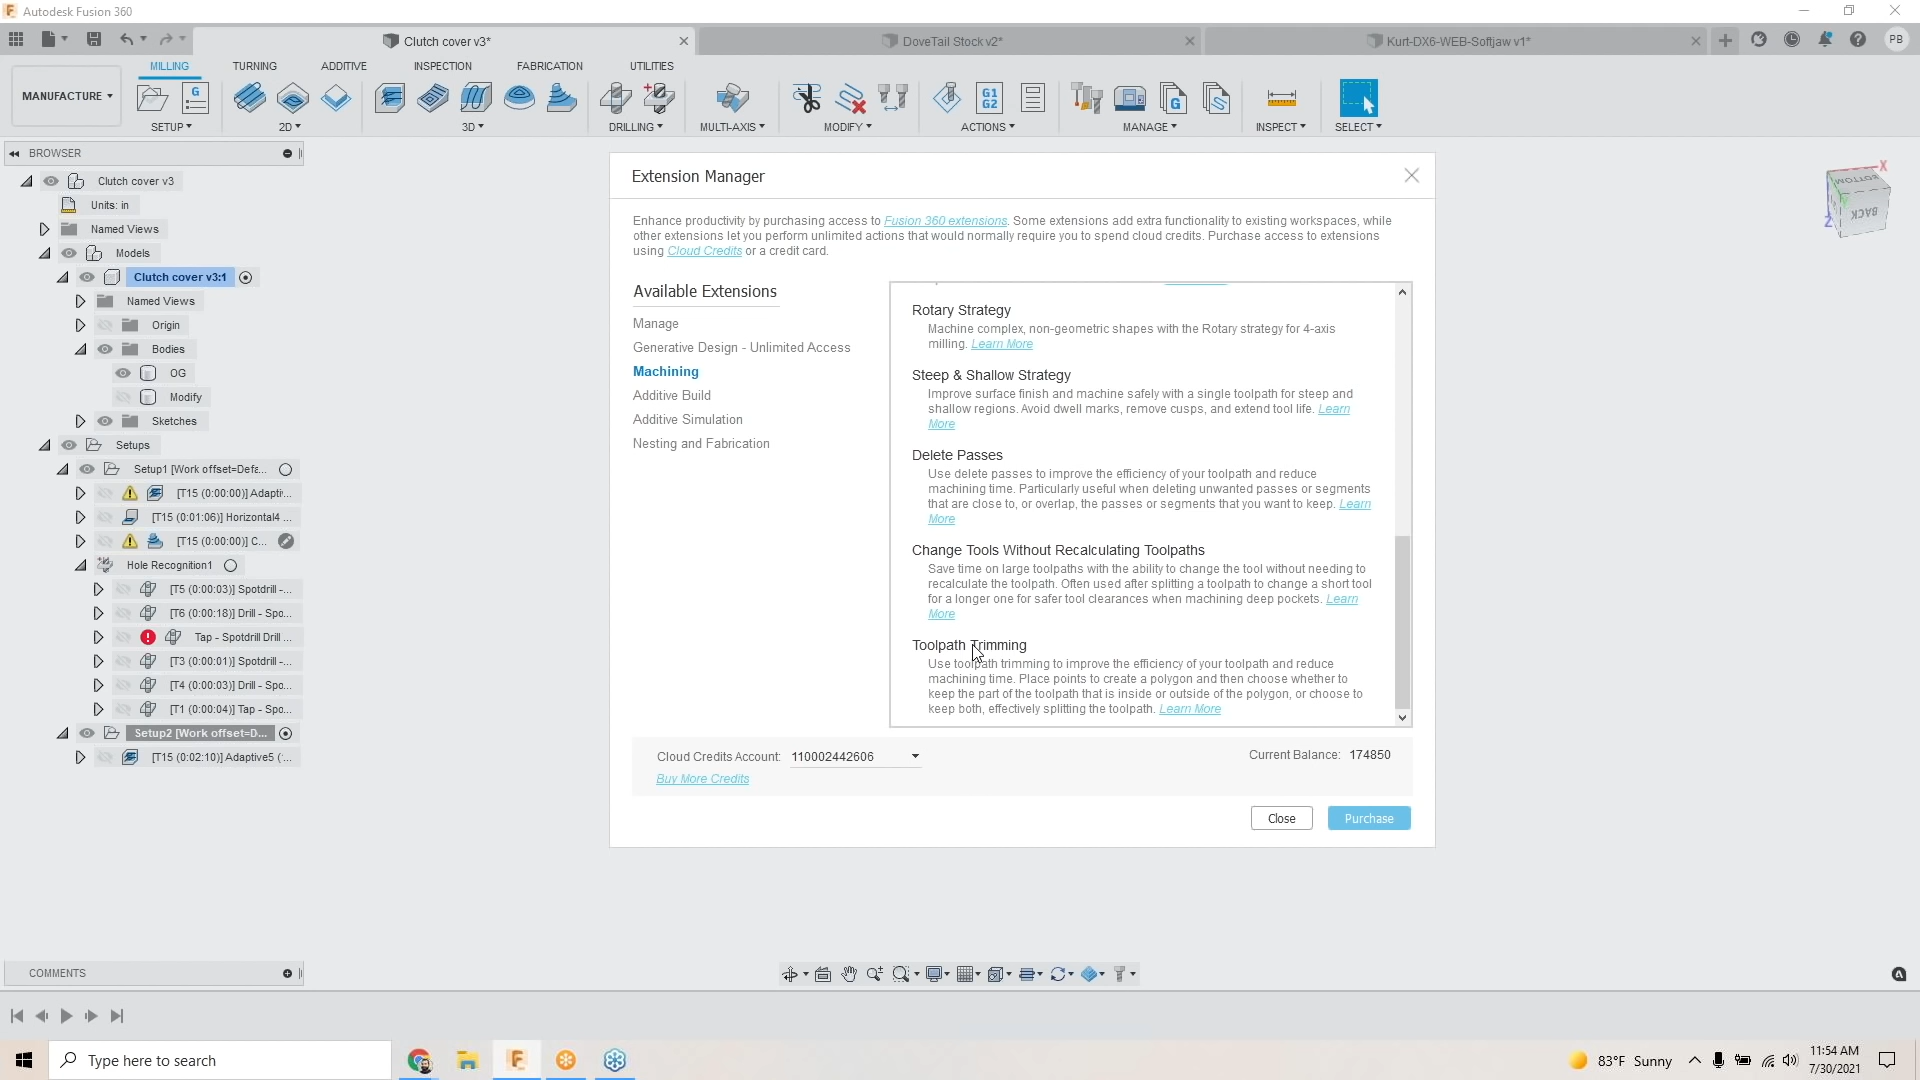 Autodesk Fusion 360
Clutch cover v3*
DoveTail Stock v2*
Kurt-DX6-WEB-Softjaw v1*
PB
MILLING
TURNING
ADDITIVE
INSPECTION
FABRICATION
UTILITIES
MANUFACTURE
SETUP
2D
3D
DRILLING
MULTI-AXIS
MODIFY
G1
G2
ACTIONS
MANAGE
INSPECT
SELECT
BROWSER
Clutch cover v3
Units: in
Named Views
Models
Clutch cover v3:1
Named Views
Origin
Bodies
OG
Modify
Sketches
Setups
Setup1 [Work offset=Defa...
[T15 (0:00:00)] Adaptiv...
[T15 (0:01:06)] Horizontal4 ...
[T15 (0:00:00)] C...
Hole Recognition1
[T5 (0:00:03)] Spotdrill -...
[T6 (0:00:18)] Drill - Spo...
Tap - Spotdrill Drill ...
[T3 (0:00:01)] Spotdrill -...
[T4 (0:00:03)] Drill - Spo...
[T1 (0:00:04)] Tap - Spo...
Setup2 [Work offset=D...
[T15 (0:02:10)] Adaptive5 (...
Extension Manager
Enhance productivity by purchasing access to Fusion 360 extensions. Some extensions add extra functionality to existing workspaces, while
other extensions let you perform unlimited actions that would normally require you to spend cloud credits. Purchase access to extensions
using Cloud Credits or a credit card.
Available Extensions
Manage
Generative Design - Unlimited Access
Machining
Additive Build
Additive Simulation
Nesting and Fabrication
Rotary Strategy
Machine complex, non-geometric shapes with the Rotary strategy for 4-axis
milling. Learn More
Steep & Shallow Strategy
Improve surface finish and machine safely with a single toolpath for steep and
shallow regions. Avoid dwell marks, remove cusps, and extend tool life. Learn
More
Delete Passes
Use delete passes to improve the efficiency of your toolpath and reduce
machining time. Particularly useful when deleting unwanted passes or segments
that are close to, or overlap, the passes or segments that you want to keep. Learn
More
Change Tools Without Recalculating Toolpaths
Save time on large toolpaths with the ability to change the tool without needing to
recalculate the toolpath. Often used after splitting a toolpath to change a short tool
for a longer one for safer tool clearances when machining deep pockets. Learn
More
Toolpath Trimming
Use toolpath trimming to improve the efficiency of your toolpath and reduce
machining time. Place points to create a polygon and then choose whether to
keep the part of the toolpath that is inside or outside of the polygon, or choose to
keep both, effectively splitting the toolpath. Learn More
Cloud Credits Account: 110002442606
Current Balance: 174850
Buy More Credits
Close
Purchase
X
BOTTOM
BACK
Z
COMMENTS
Type here to search
83°F Sunny
11:54 AM
7/30/2021